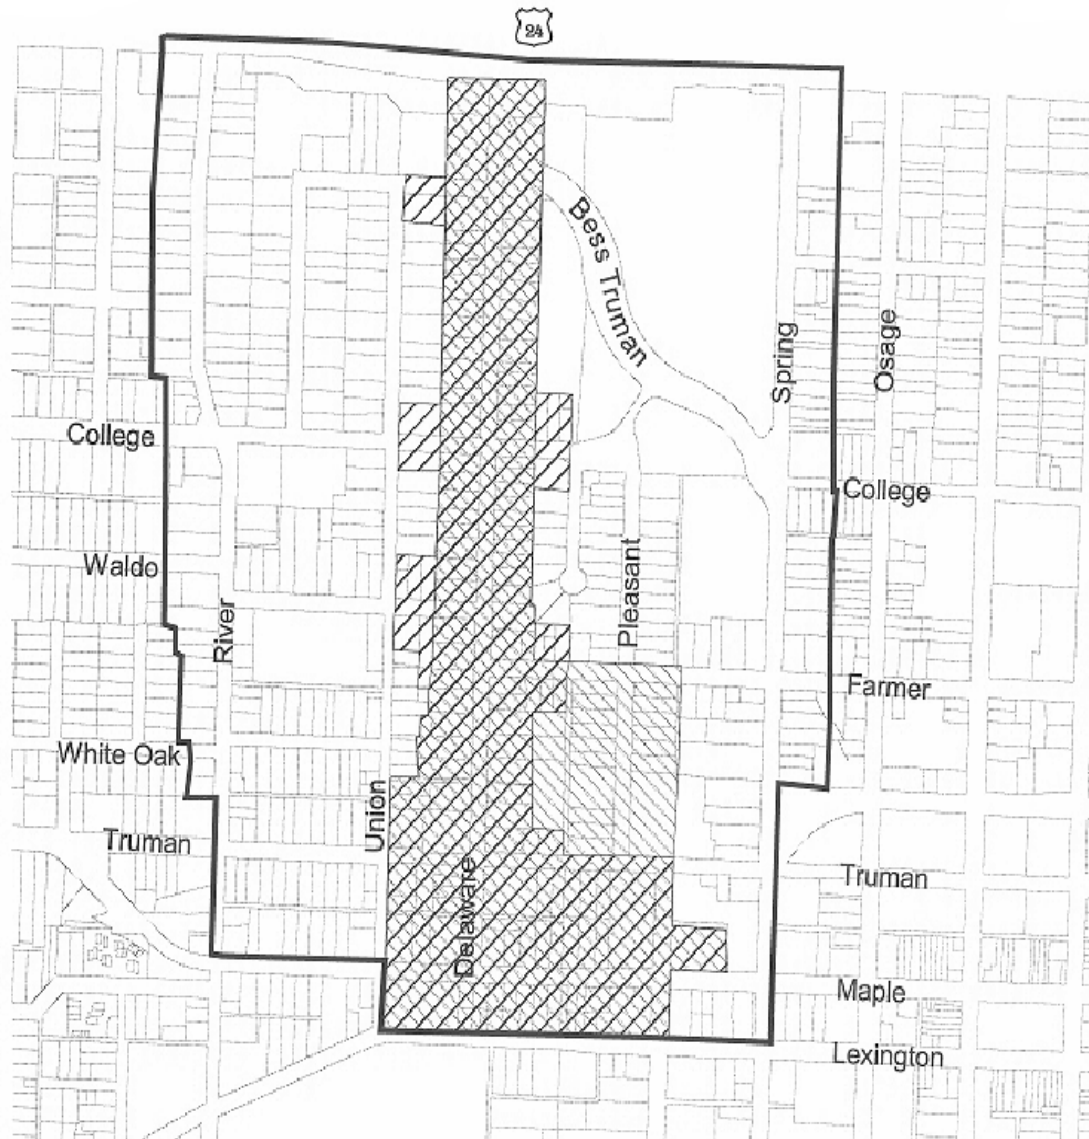 24
Bess Truman
Spring
Osage
College
College
Waldo
Pleasant
River
Farmer
White Oak
Union
Truman
Delaware
Truman
Maple
Lexington